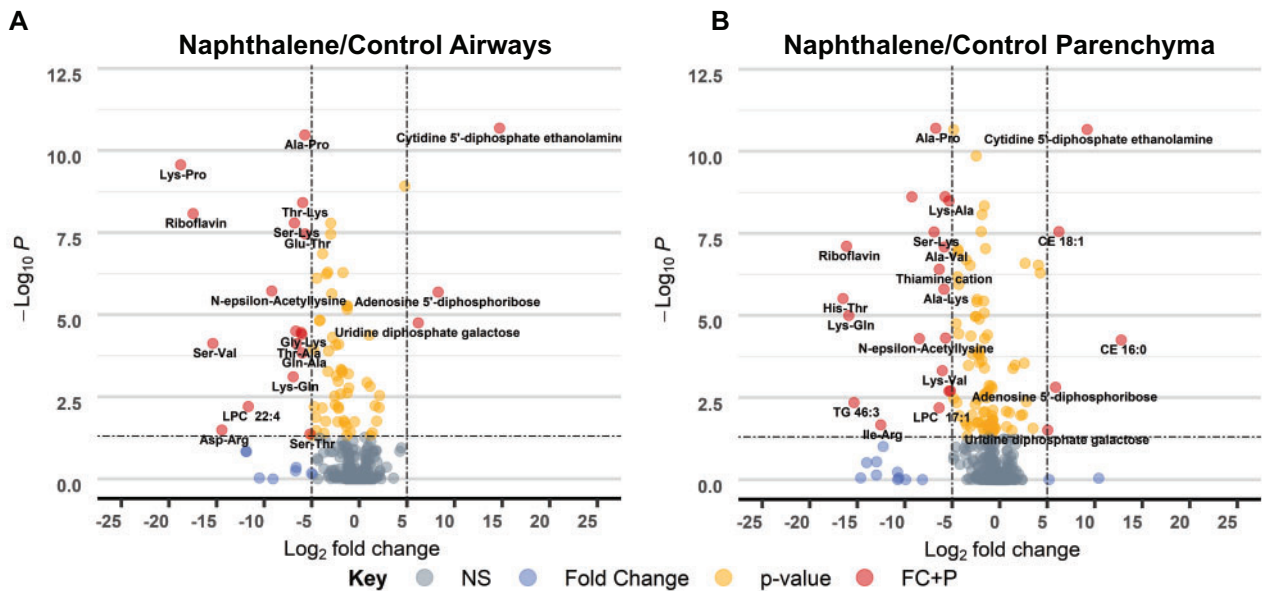 A
Naphthalene/Control Airways
12.5
10.0
7.5
5.0
2.5
0.0
−Log10 P
Cytidine 5'-diphosphate ethanolamine
Ala-Pro
Lys-Pro
Thr-Lys
Riboflavin
Ser-Lys
Glu-Thr
N-epsilon-Acetyllysine
Adenosine 5'-diphosphoribose
Uridine diphosphate galactose
Gly-Lys
Ser-Val
Thr-Ala
Gln-Ala
Lys-Gln
LPC 22:4
Asp-Arg
Ser-Thr
-25 -20 -15 -10 -5 0 5 10 15 20 25
Log2 fold change
B
Naphthalene/Control Parenchyma
12.5
10.0
7.5
5.0
2.5
0.0
−Log10 P
Ala-Pro
Cytidine 5'-diphosphate ethanolamine
Lys-Ala
Ser-Lys
CE 18:1
Riboflavin
Ala-Val
Thiamine cation
Ala-Lys
His-Thr
Lys-Gln
N-epsilon-Acetyllysine
CE 16:0
Lys-Val
Adenosine 5'-diphosphoribose
TG 46:3
LPC 17:1
Ile-Arg
Uridine diphosphate galactose
-25 -20 -15 -10 -5 0 5 10 15 20 25
Log2 fold change
Key NS Fold Change p-value FC+P